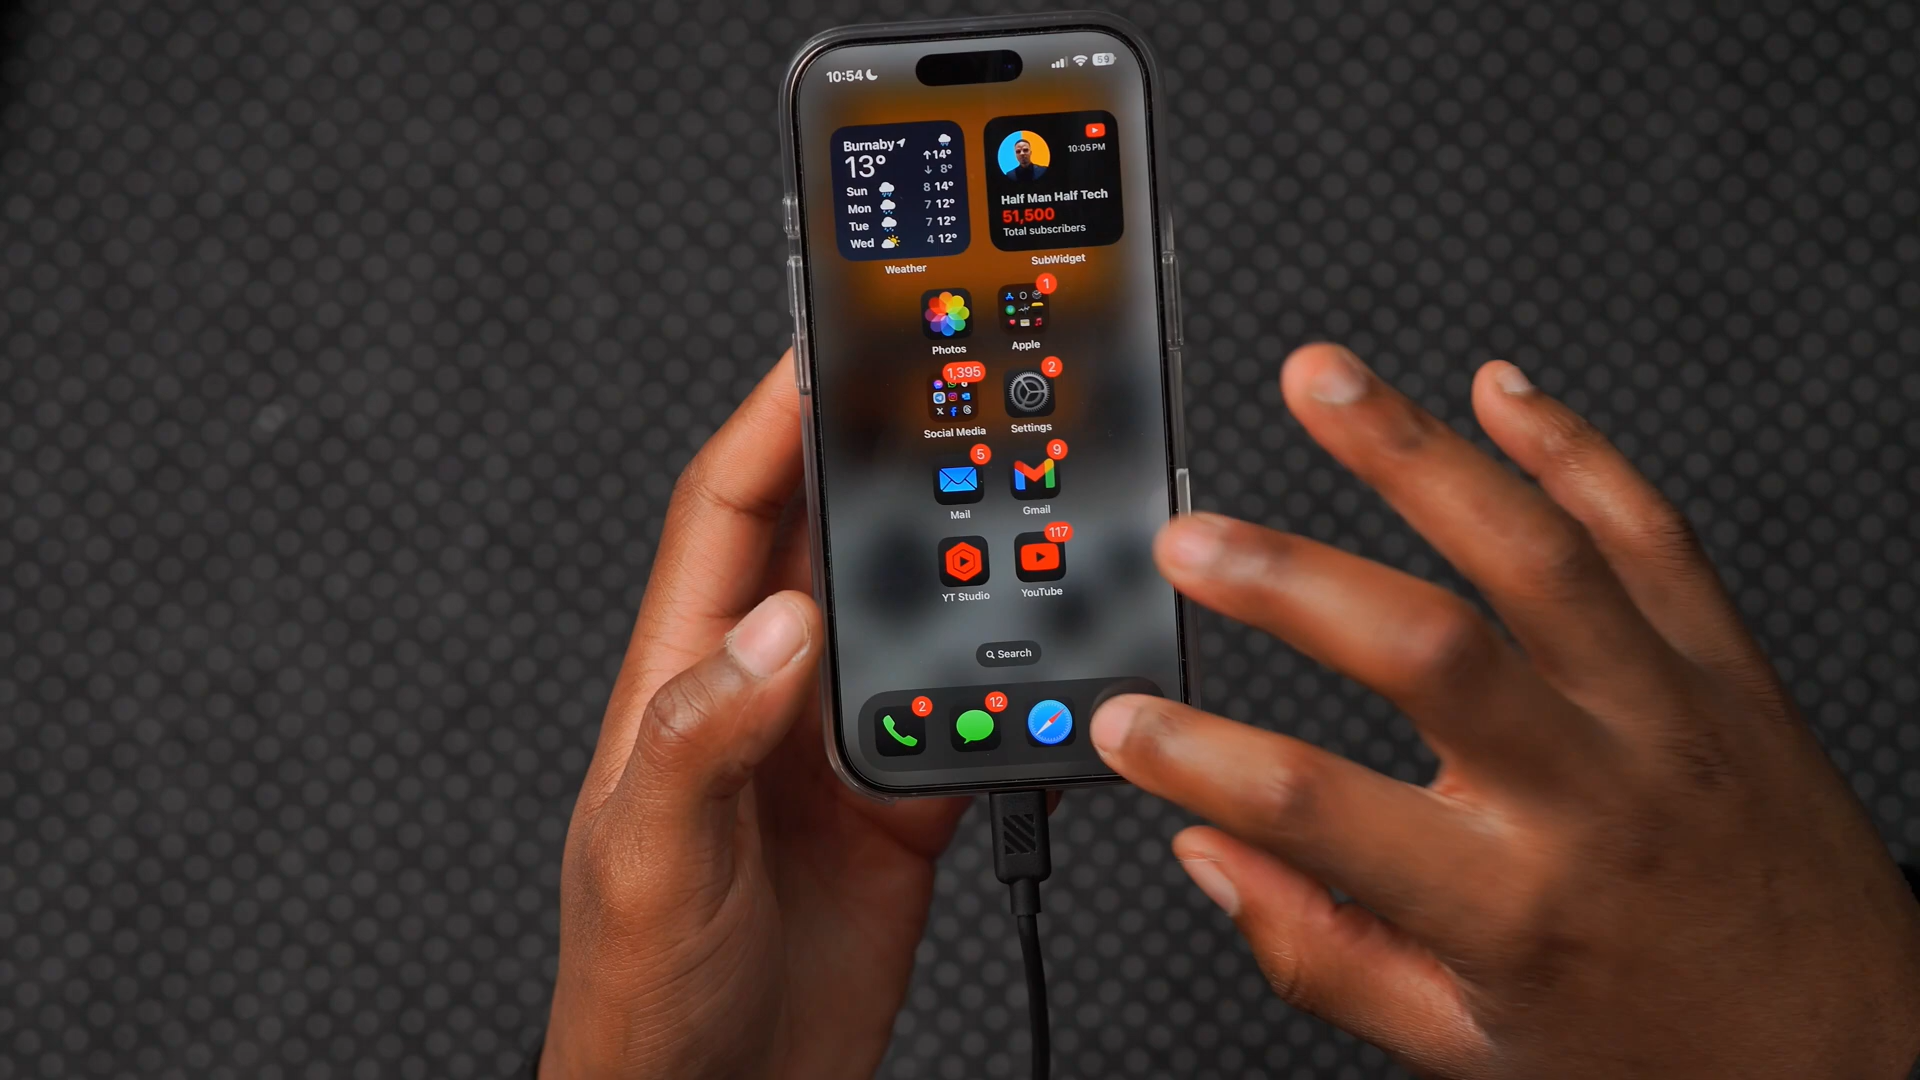 10:54
59
Burnaby
13°
↑14°
↓ 8°
Sun 8 14°
Mon 7 12°
Tue 7 12°
Wed 4 12°
Weather
10:05 PM
Half Man Half Tech
51,500
Total subscribers
SubWidget
Photos
1
Apple
1,395
Social Media
2
Settings
5
Mail
9
Gmail
YT Studio
117
YouTube
Search
2
12